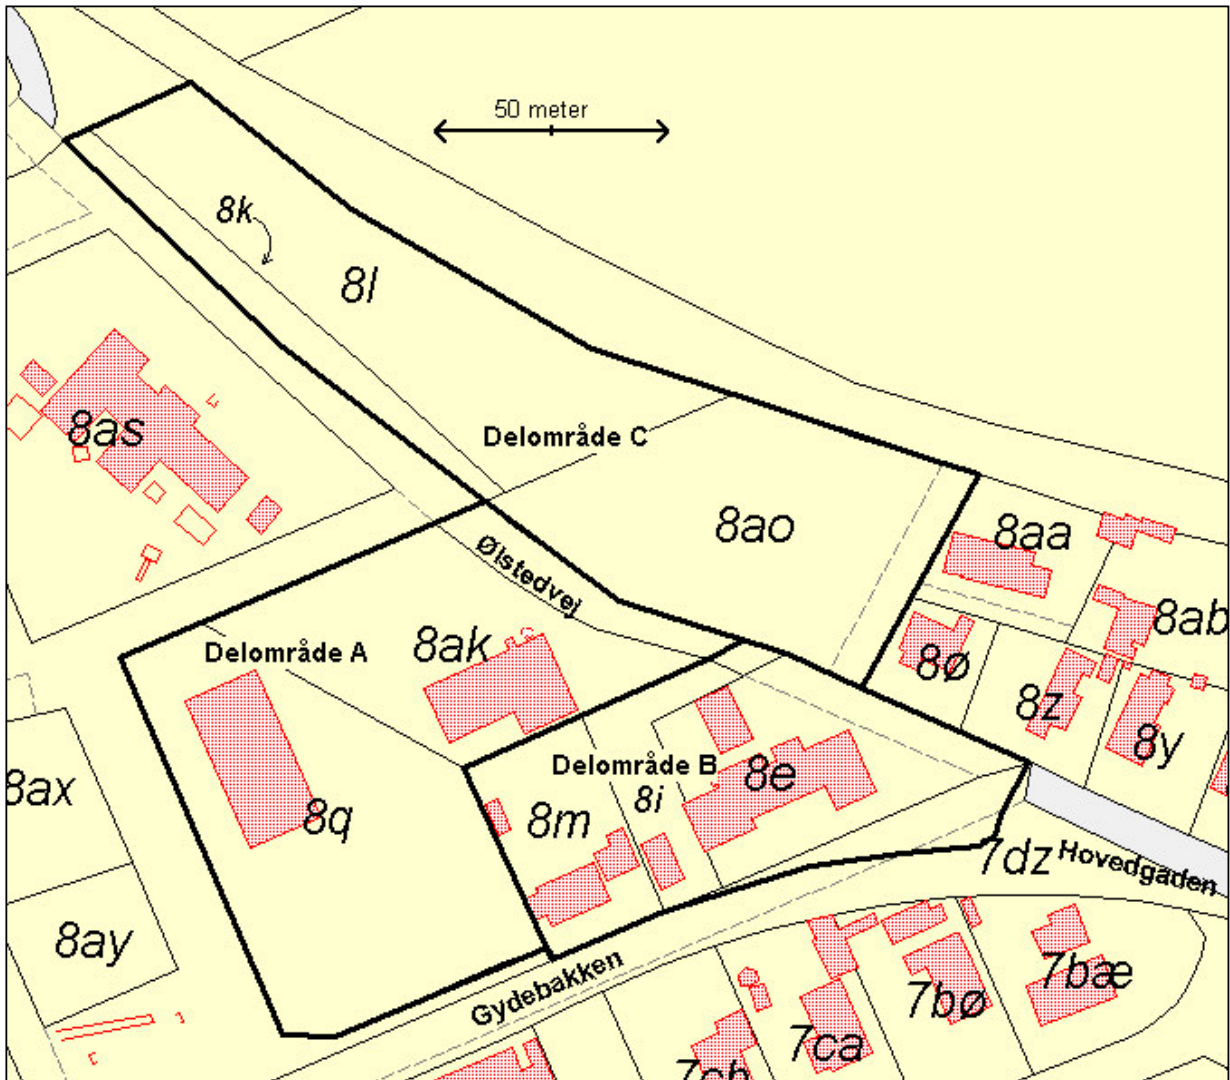 50 meter
8k
8l
8as
Delområde C
8ao
8aa
Ølstedvej
8ab
Delområde A
8ak
8ø
8z
8y
Delområde B
8e
8ax
8i
8q
8m
7dz
Hovedgaden
8ay
Gydebakken
7bæ
7bø
7ca